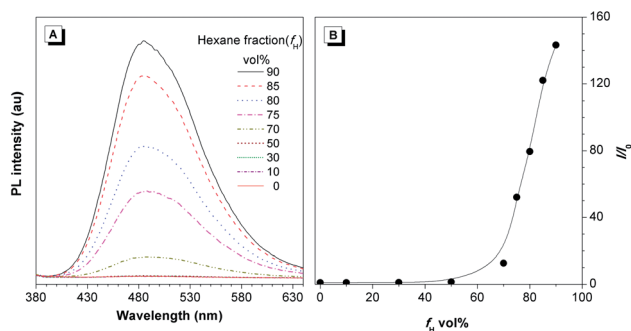 A
Hexane fraction(fH)
vol%
90
85
80
75
70
50
30
10
0
PL intensity (au)
380 430 480 530 580 630
Wavelength (nm)
B
160
120
80
40
0
I/I0
0 20 40 60 80 100
fH vol%